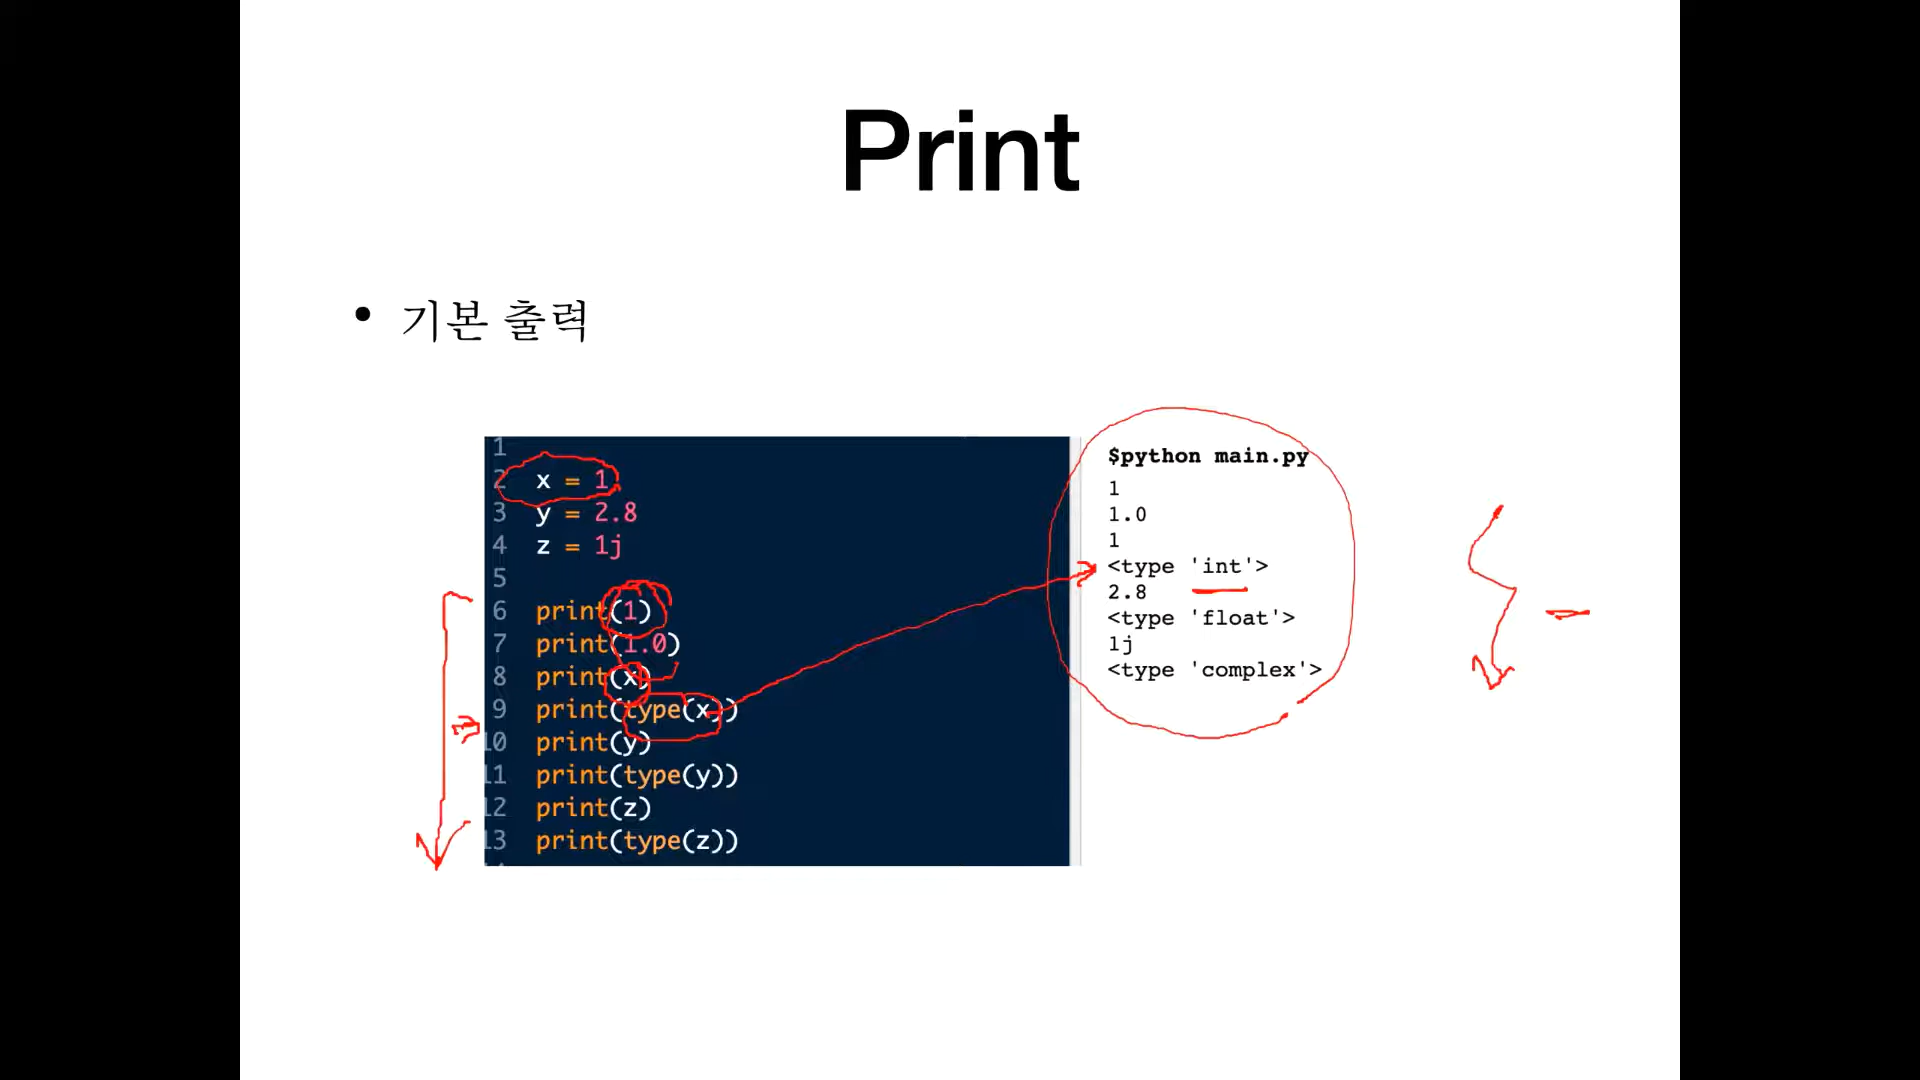 Print
• 기본 출력
1
2 x = 1
3 y = 2.8
4 z = 1j
5
6 print(1)
7 print(1.0)
8 print(x)
9 print(type(x))
10 print(y)
11 print(type(y))
12 print(z)
13 print(type(z))
$python main.py
1
1.0
1
<type 'int'>
2.8
<type 'float'>
1j
<type 'complex'>